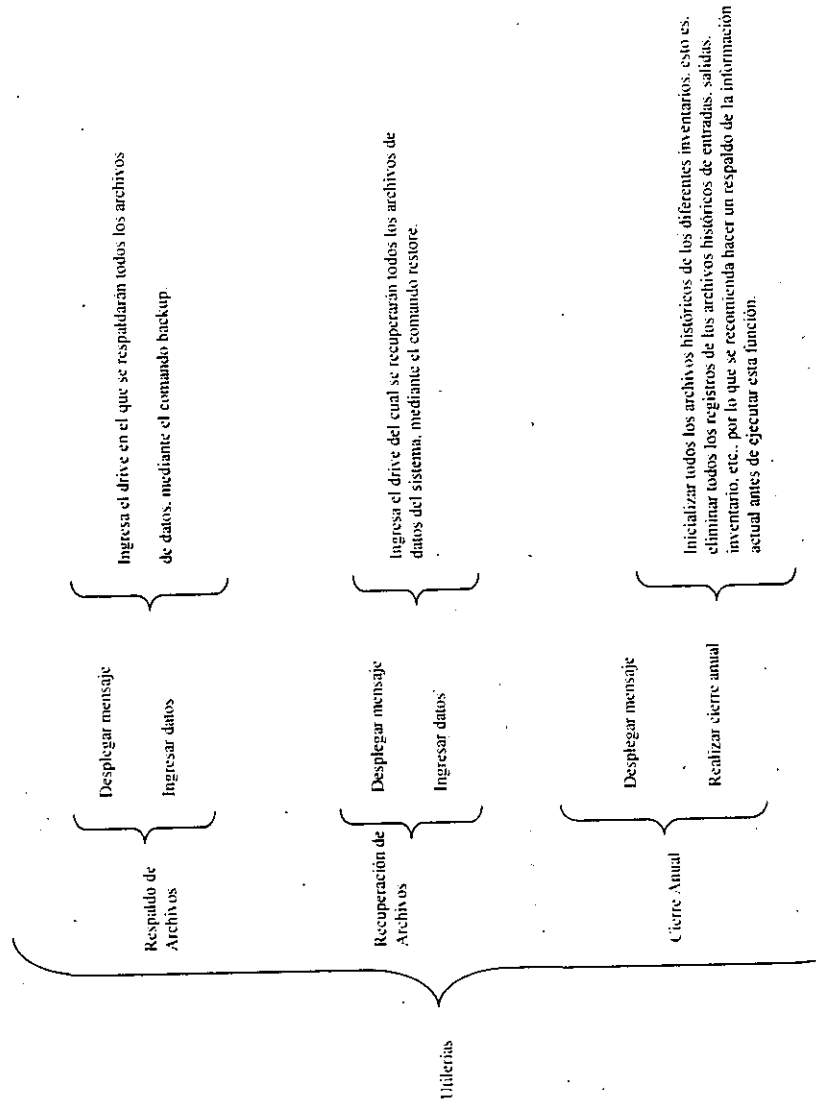 Utilerías
Respaldo de
Archivos
Desplegar mensaje
Ingresar datos
Ingresa el drive en el que se respaldarán todos los archivos
de datos, mediante el comando backup.
Recuperación de
Archivos
Desplegar mensaje
Ingresar datos
Ingresa el drive del cual se recuperarán todos los archivos de
datos del sistema, mediante el comando restore.
Cierre Anual
Desplegar mensaje
Realizar cierre anual
Inicializar todos los archivos históricos de los diferentes inventarios, esto es.
eliminar todos los registros de los archivos históricos de entradas, salidas,
inventario, etc., por lo que se recomienda hacer un respaldo de la información
actual antes de ejecutar esta función.